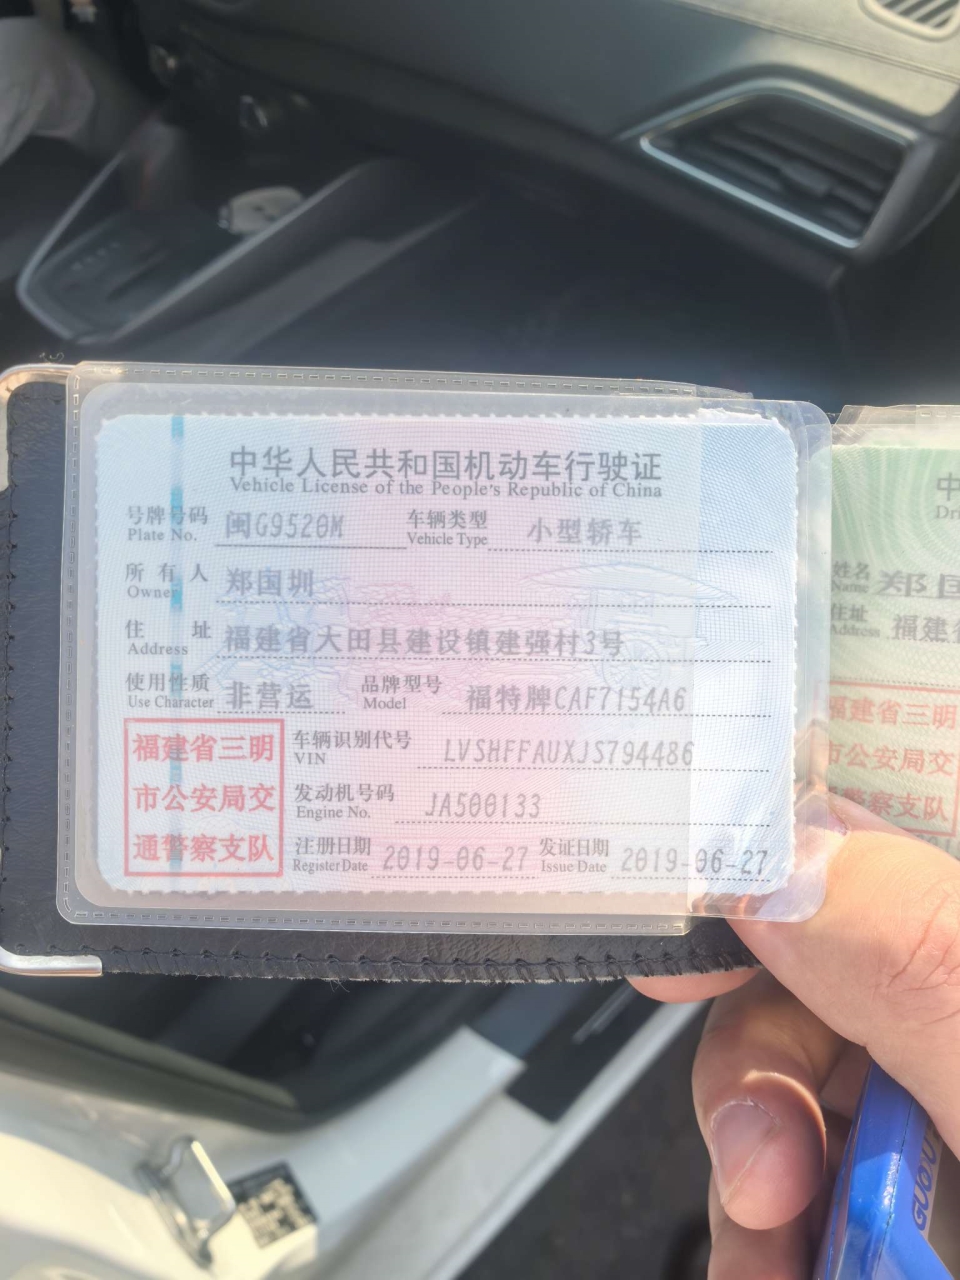 中华人民共和国机动车行驶证
Vehicle License of the People's Republic of China
号牌号码 闽G9520M 车辆类型 小型轿车
Plate No. Vehicle Type
所有人 郑国圳
Owner
住址 福建省大田县建设镇建强村3号
Address
使用性质 非营运 品牌型号 福特牌CAF7154A6
Use Character Model
福建省三明
市公安局交
通警察支队
车辆识别代号 LVSHFFAUXJS794486
VIN
发动机号码 JA500133
Engine No.
注册日期 2019-06-27 发证日期 2019-06-27
Register Date Issue Date
中
Dri
姓名 郑国
Name
住址 福建省
Address
福建省三明
市公安局交
警察支队
GUOYU